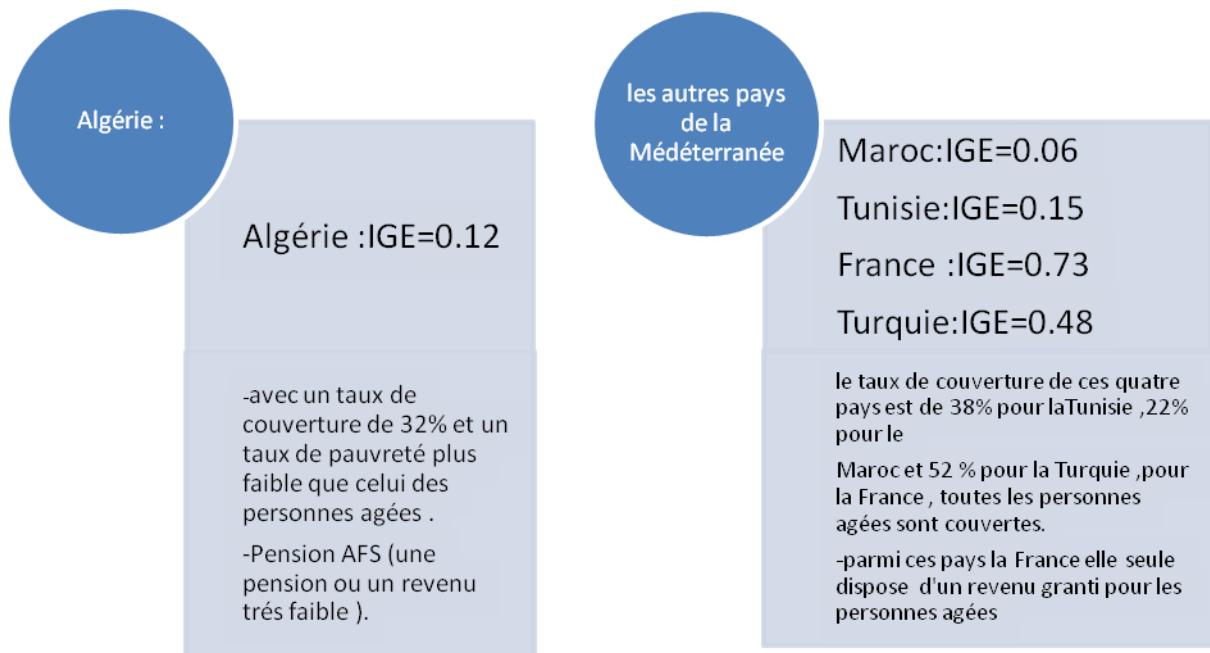 Algérie :
Algérie :IGE=0.12
-avec un taux de
couverture de 32% et un
taux de pauvreté plus
faible que celui des
personnes agées .
-Pension AFS (une
pension ou un revenu
trés faible ).
les autres pays
de la
Médéterranée
Maroc:IGE=0.06
Tunisie:IGE=0.15
France :IGE=0.73
Turquie:IGE=0.48
le taux de couverture de ces quatre
pays est de 38% pour laTunisie ,22%
pour le
Maroc et 52 % pour la Turquie ,pour
la France , toutes les personnes
agées sont couvertes.
-parmi ces pays la France elle seule
dispose d'un revenu granti pour les
personnes agées